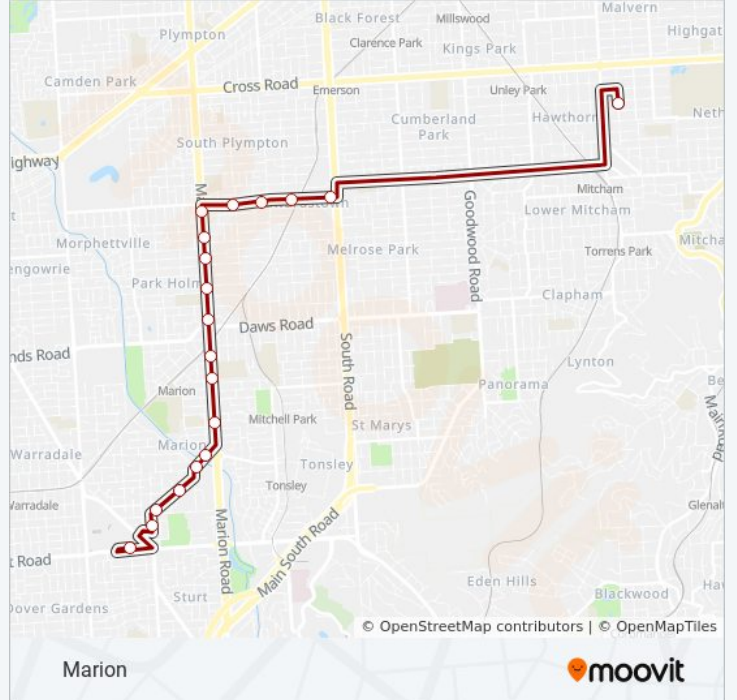 Malvern
Black Forest
Millswood
Plympton
Highgat
Clarence Park
Kings Park
Camden Park
Cross Road
Emerson
Unley Park
Cumberland
Park
Hawthorn
Neth
South Plympton
ighway
Mitcham
Lower Mitcham
Goodwood Road
Morphettville
Melrose Park
Torrens Park
Mitcha
engowrie
Park Holm
Clapham
Daws Road
nds Road
South Road
Lynton
Panorama
Be
Marion
Mitchell Park
St Marys
Marion
Warradale
Tonsley
Warradale
Tonsley
Glenal
Marion Road
Main South Road
t Road
Eden Hills
Blackwood
Ha
Sturt
Dover Gardens
© OpenStreetMap contributors | © OpenMapTiles
Marion
moovit